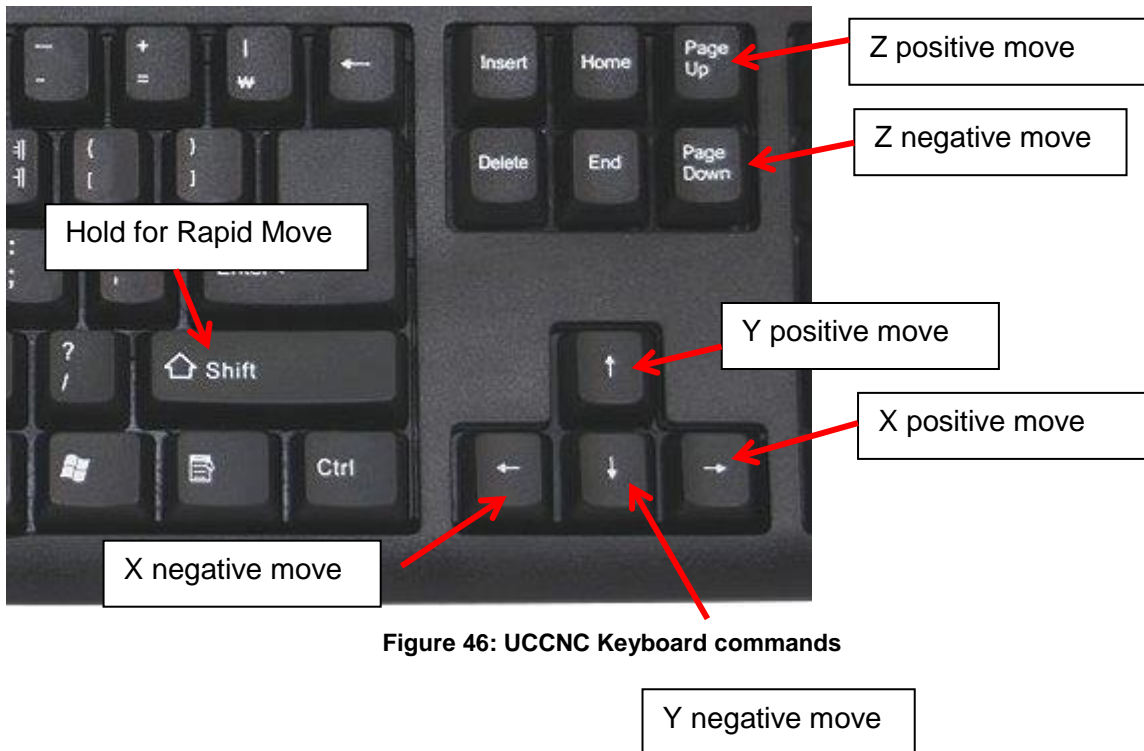 —
-
+
=
|
₩
←
Insert
Home
Page
Up
Z positive move
{
[
}
]
Delete
End
Page
Down
Z negative move
Hold for Rapid Move
:
;
,
Enter
?
/
Shift
↑
Y positive move
X positive move
Ctrl
←
↓
→
X negative move
Figure 46: UCCNC Keyboard commands
Y negative move